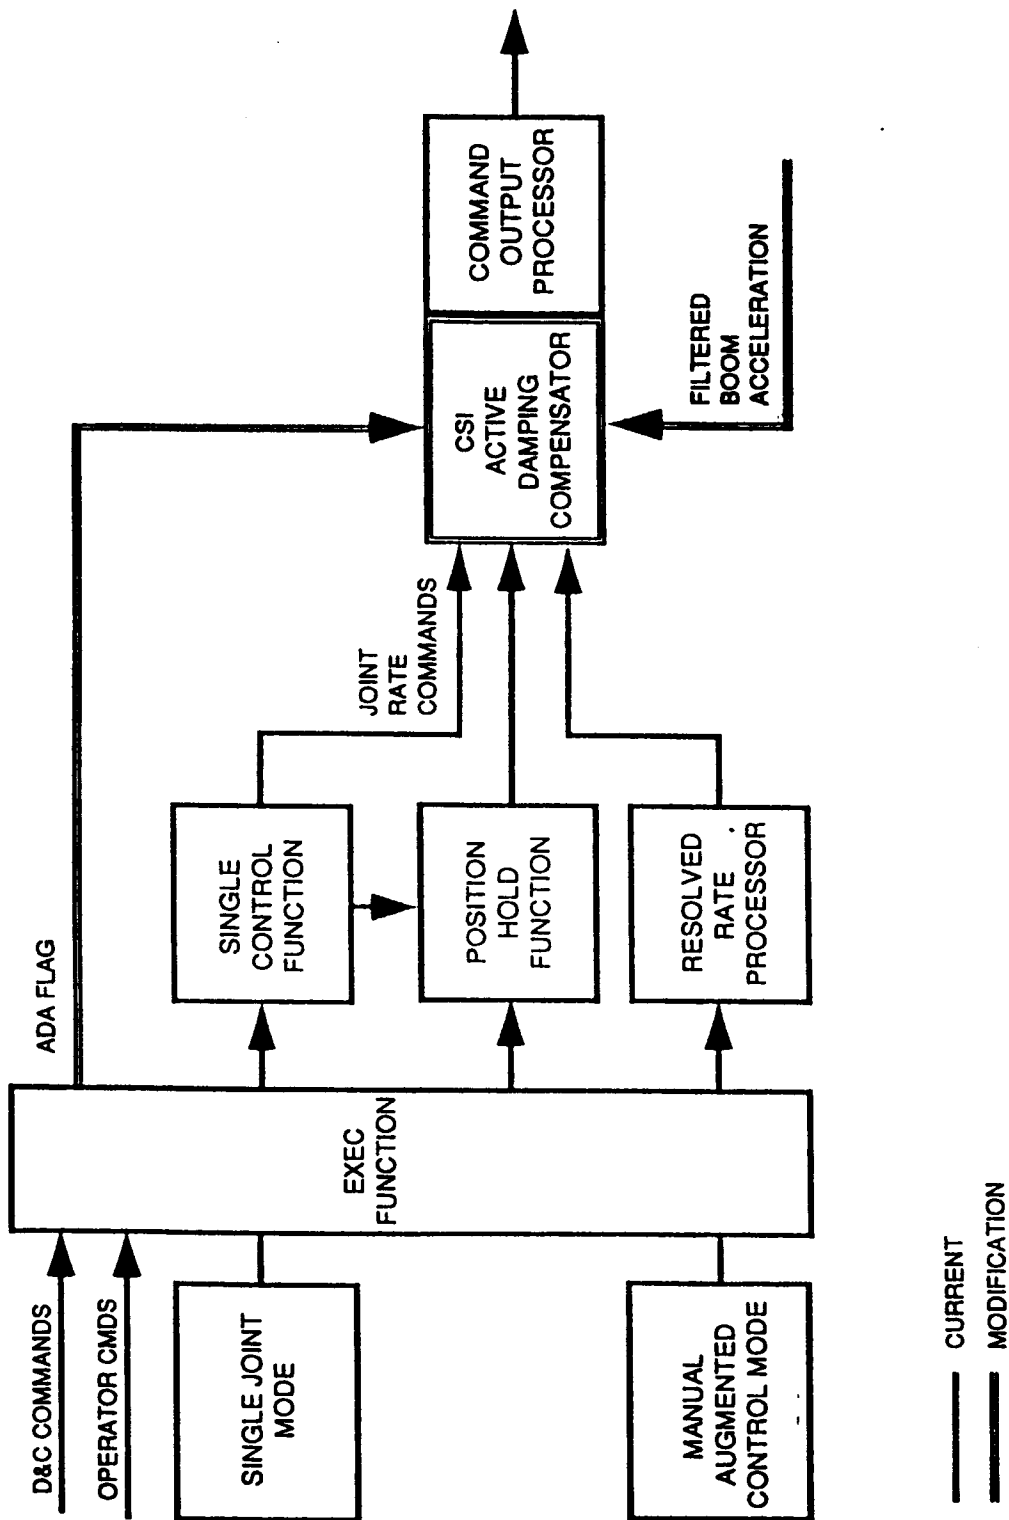 D&C COMMANDS
OPERATOR CMDS
SINGLE JOINT
MODE
MANUAL
AUGMENTED
CONTROL MODE
EXEC
FUNCTION
ADA FLAG
SINGLE
CONTROL
FUNCTION
POSITION
HOLD
FUNCTION
RESOLVED
RATE
PROCESSOR
JOINT
RATE
COMMANDS
CSI
ACTIVE
DAMPING
COMPENSATOR
COMMAND
OUTPUT
PROCESSOR
FILTERED
BOOM
ACCELERATION
CURRENT
MODIFICATION